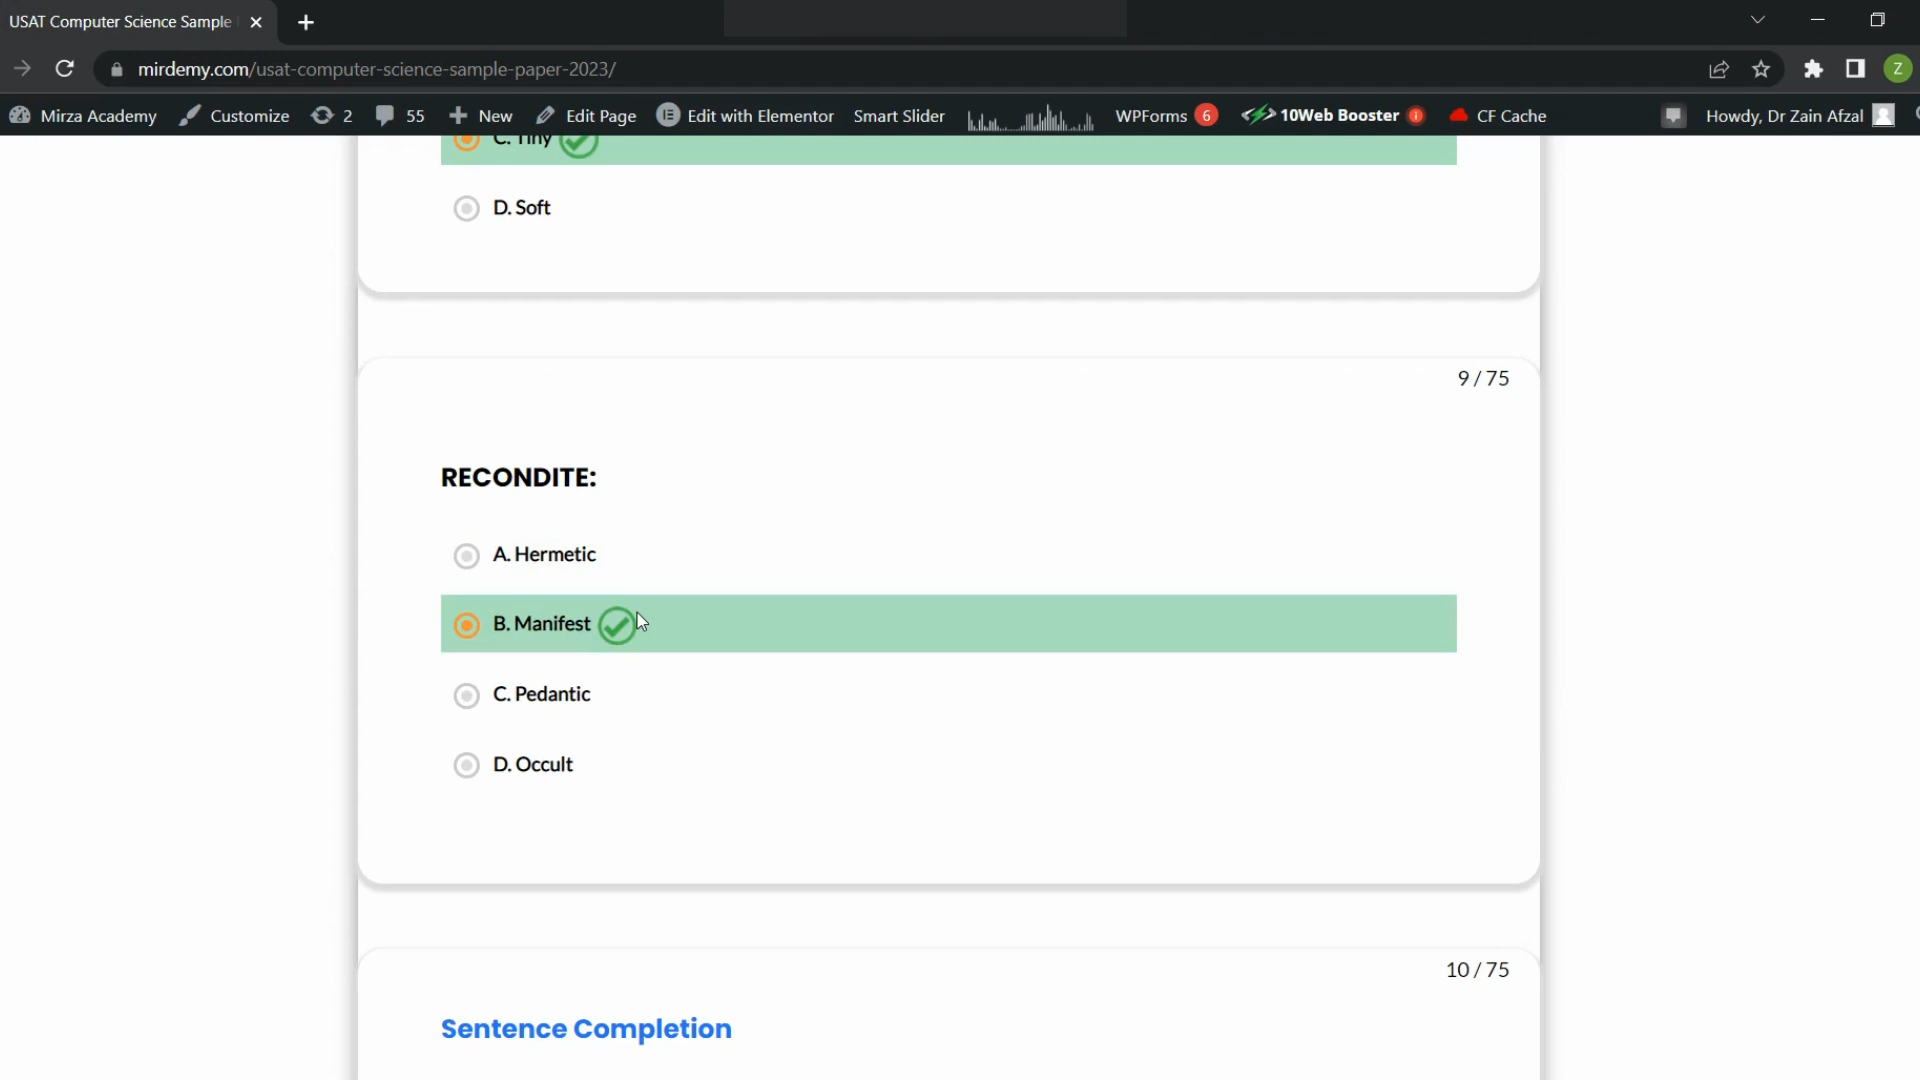 USAT Computer Science Sample
mirdemy.com/usat-computer-science-sample-paper-2023/
Z
Mirza Academy
Customize
2
55
New
Edit Page
Edit with Elementor
Smart Slider
WPForms 6
10Web Booster
CF Cache
Howdy, Dr Zain Afzal
C. Tiny
D. Soft
9 / 75
RECONDITE:
A. Hermetic
B. Manifest
C. Pedantic
D. Occult
10 / 75
Sentence Completion